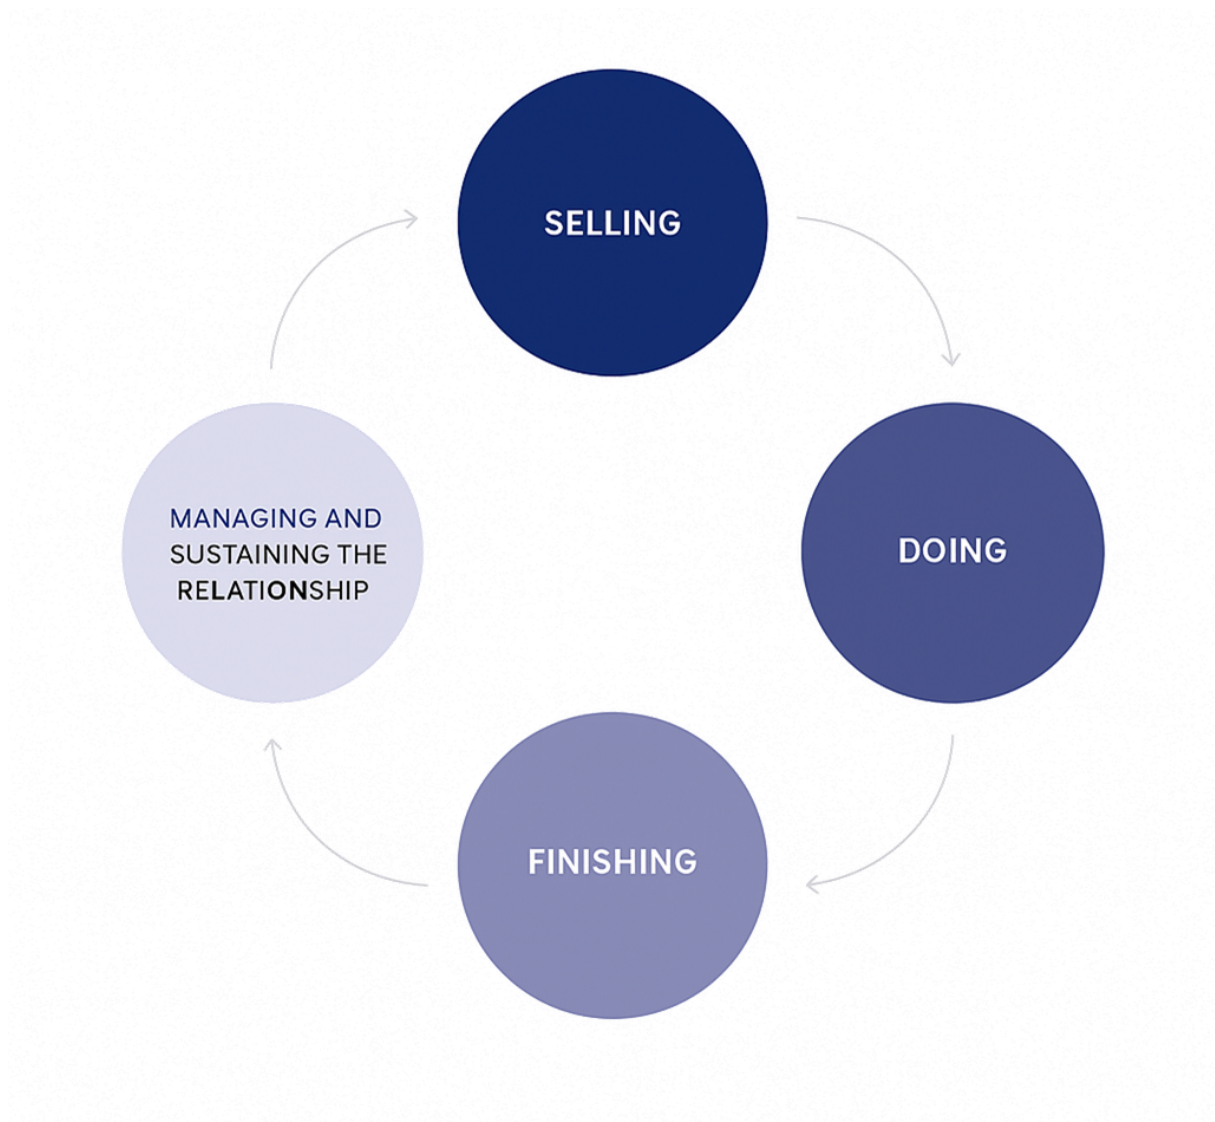 SELLING
DOING
FINISHING
MANAGING AND
SUSTAINING THE
RELATIONSHIP